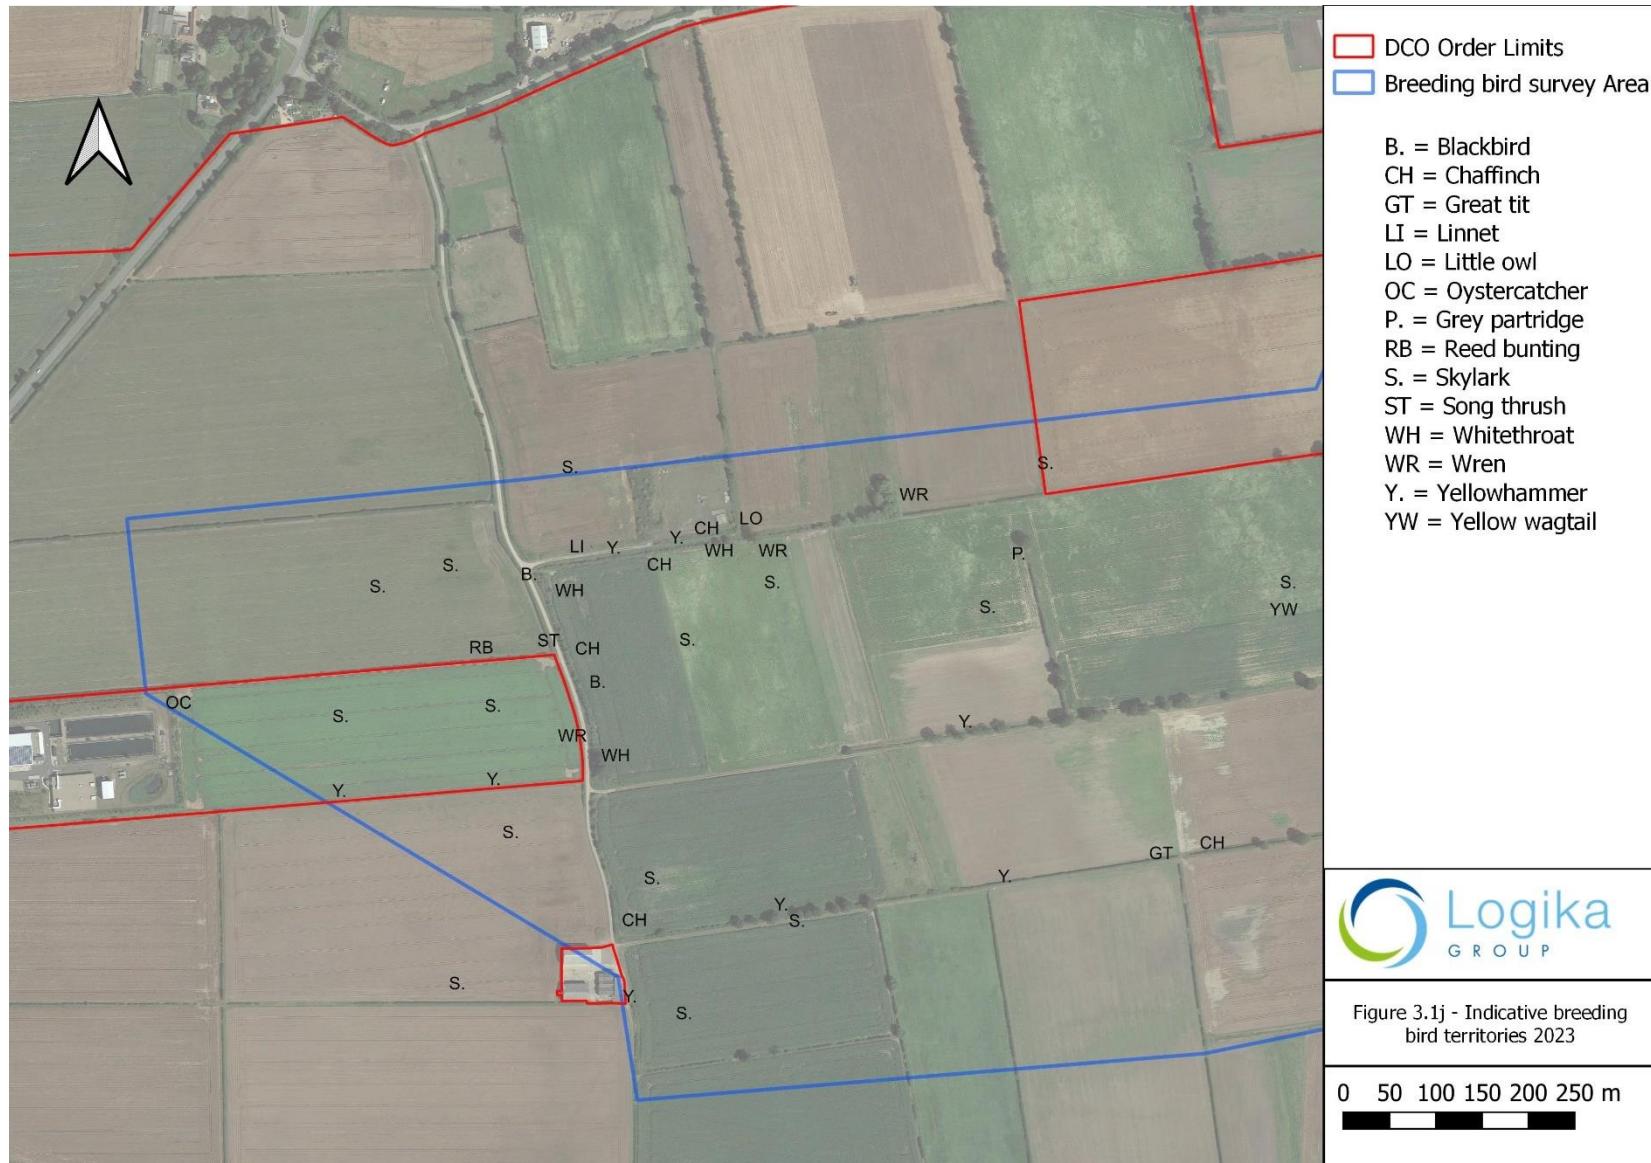 DCO Order Limits
Breeding bird survey Area
B. = Blackbird
CH = Chaffinch
GT = Great tit
LI = Linnet
LO = Little owl
OC = Oystercatcher
P. = Grey partridge
RB = Reed bunting
S. = Skylark
ST = Song thrush
WH = Whitethroat
WR = Wren
Y. = Yellowhammer
YW = Yellow wagtail
S.
S.
WR
LO
CH
Y.
LI
Y.
WH
WR
CH
P.
S.
S.
B.
WH
S.
S.
S.
YW
S.
ST
RB
CH
S.
B.
OC
S.
S.
WR
Y.
WH
Y.
Y.
S.
CH
GT
S.
Y.
Y.
S.
CH
S.
Y.
S.
Logika
GROUP
Figure 3.1j - Indicative breeding
bird territories 2023
0 50 100 150 200 250 m